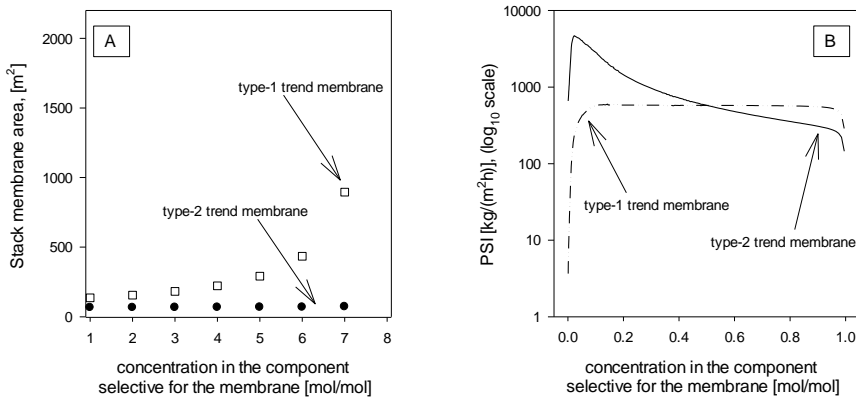 A
Stack membrane area, [m²]
2000
1500
1000
500
0
type-1 trend membrane
type-2 trend membrane
1 2 3 4 5 6 7 8
concentration in the component
selective for the membrane [mol/mol]
B
PSI [kg/(m²h)], (log₁₀ scale)
10000
1000
100
10
1
type-1 trend membrane
type-2 trend membrane
0.0 0.2 0.4 0.6 0.8 1.0
concentration in the component
selective for the membrane [mol/mol]